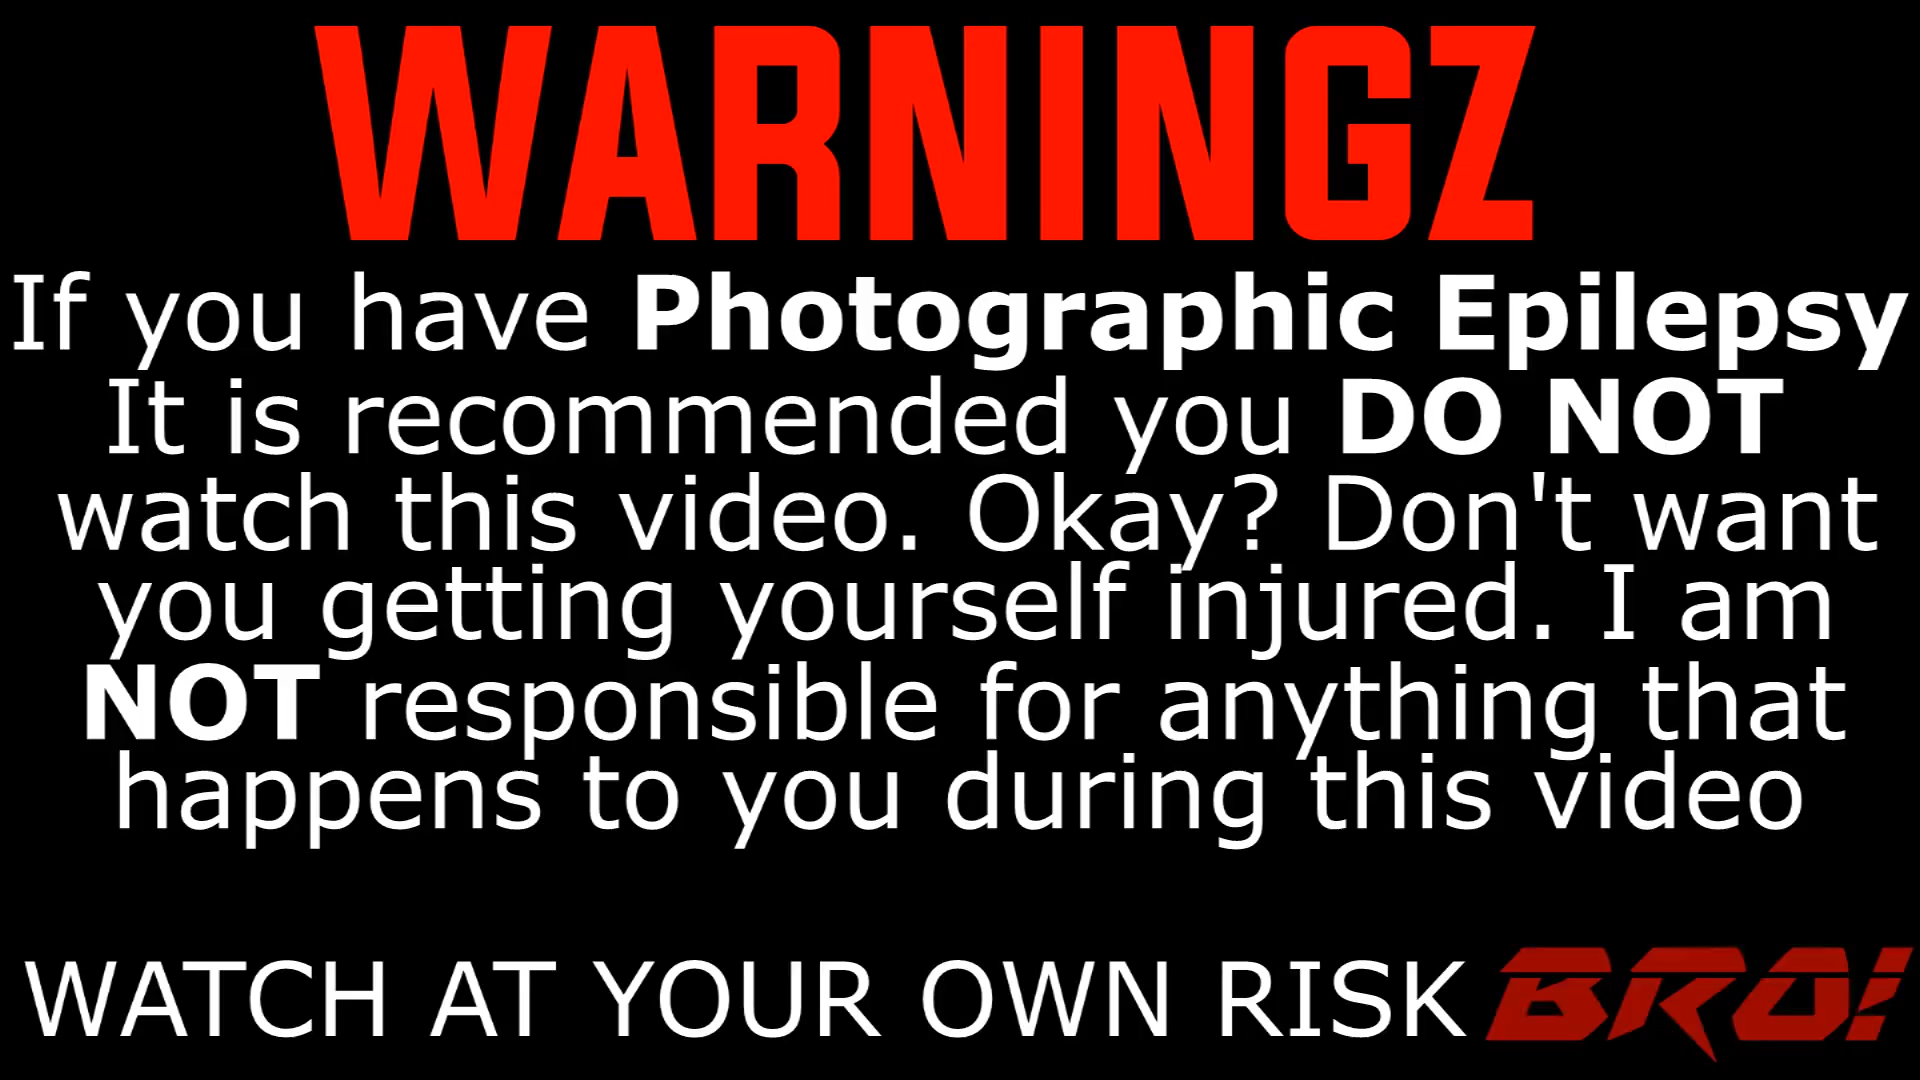 WARNINGZ
If you have Photographic Epilepsy
It is recommended you DO NOT
watch this video. Okay? Don't want
you getting yourself injured. I am
NOT responsible for anything that
happens to you during this video
WATCH AT YOUR OWN RISK BRO!